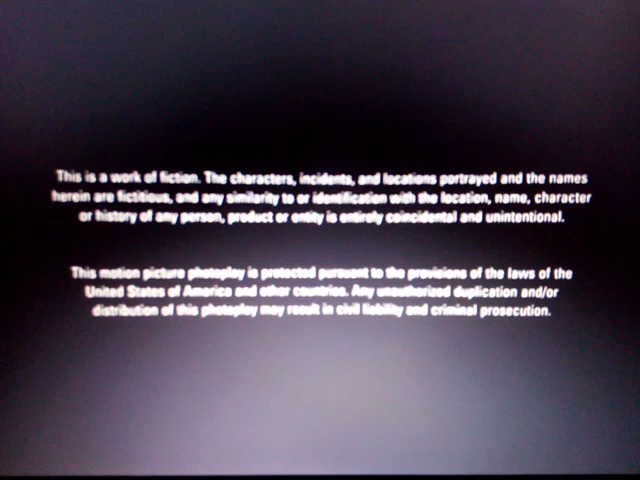 This is a work of fiction. The characters, incidents, and locations portrayed and the names
herein are fictitious, and any similarity to or identification with the location, name, character
or history of any person, product or entity is entirely coincidental and unintentional.
This motion picture photoplay is protected pursuant to the provisions of the laws of the
United States of America and other countries. Any unauthorized duplication and/or
distribution of this photoplay may result in civil liability and criminal prosecution.